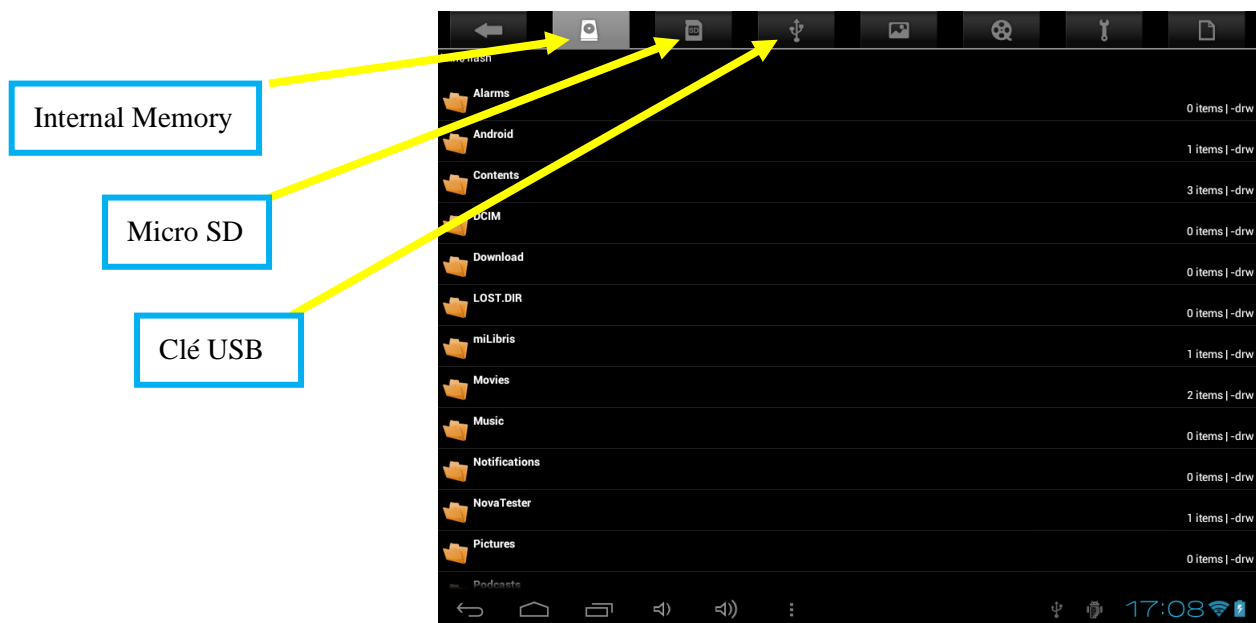 SD
Internal Memory
Alarms
0 items | -drw
Android
1 items | -drw
Contents
3 items | -drw
Micro SD
DCIM
0 items | -drw
Download
0 items | -drw
LOST.DIR
0 items | -drw
Clé USB
miLibris
1 items | -drw
Movies
2 items | -drw
Music
0 items | -drw
Notifications
0 items | -drw
NovaTester
1 items | -drw
Pictures
0 items | -drw
Podcasts
17:08